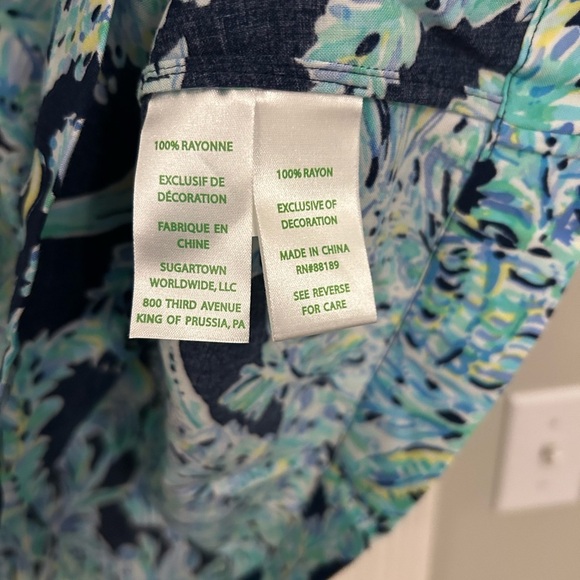 100% RAYONNE
EXCLUSIF DE
DÉCORATION
FABRIQUE EN
CHINE
SUGARTOWN
WORLDWIDE, LLC
800 THIRD AVENUE
KING OF PRUSSIA, PA
100% RAYON
EXCLUSIVE OF
DECORATION
MADE IN CHINA
RN#88189
SEE REVERSE
FOR CARE